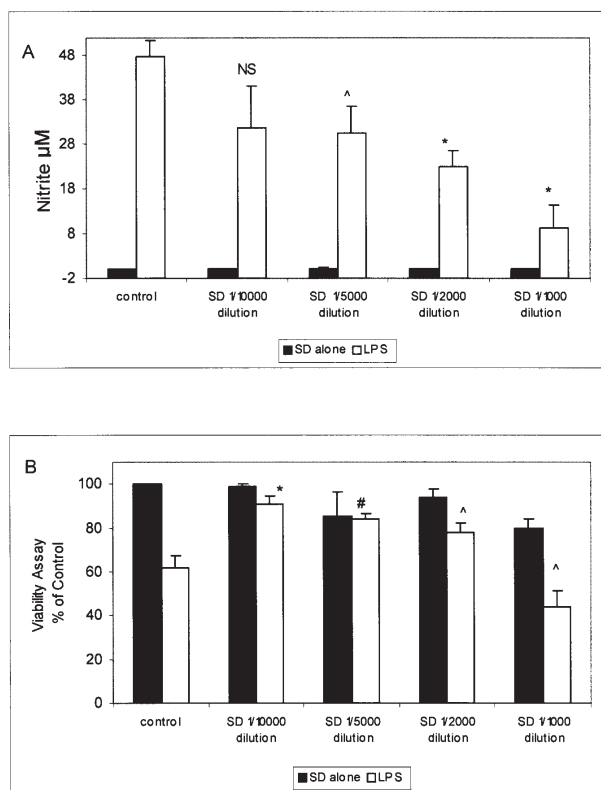 A
48
38
28
18
8
-2
Nitrite µM
NS
^
*
*
control
SD 1/10000 dilution
SD 1/5000 dilution
SD 1/2000 dilution
SD 1/1000 dilution
SD alone LPS
B
100
80
60
40
20
0
Viability Assay
% of Control
*
#
^
^
control
SD 1/10000 dilution
SD 1/5000 dilution
SD 1/2000 dilution
SD 1/1000 dilution
SD alone LPS